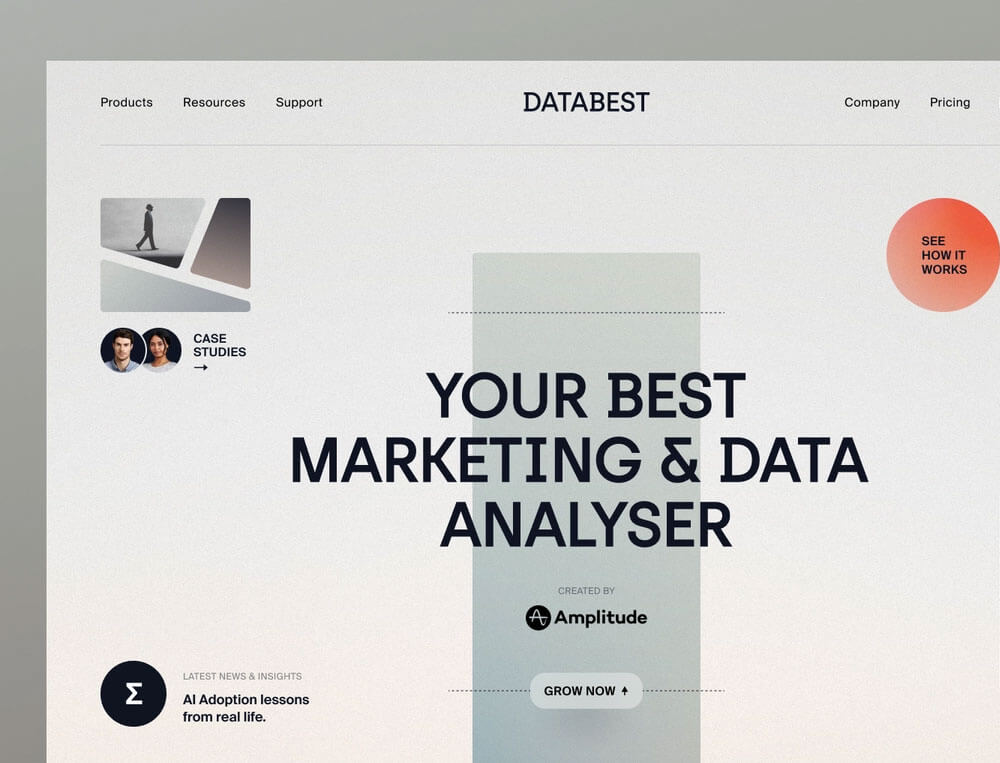 Products Resources Support DATABEST Company Pricing
SEE
HOW IT
WORKS
CASE
STUDIES
→
YOUR BEST
MARKETING & DATA
ANALYSER
CREATED BY
Amplitude
GROW NOW
Σ
LATEST NEWS & INSIGHTS
AI Adoption lessons
from real life.